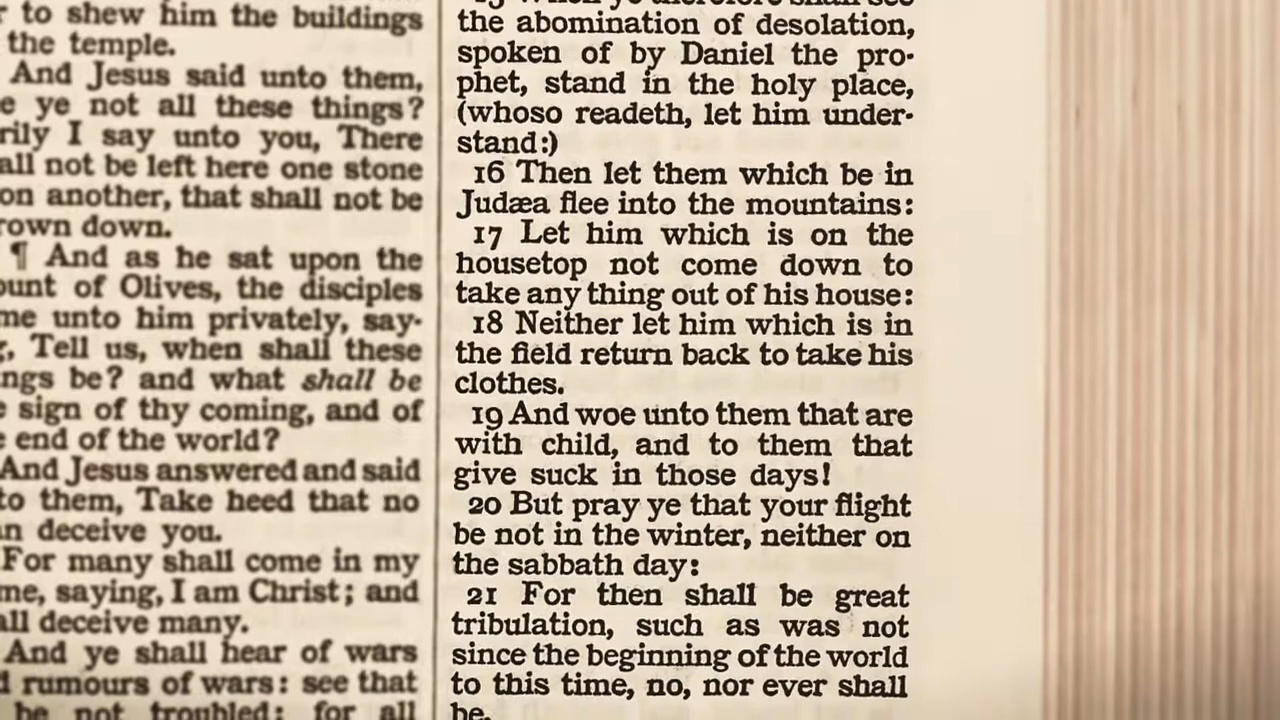 to shew him the buildings
the temple.
And Jesus said unto them,
ye not all these things?
I say unto you, There
not be left here one stone
another, that shall not be
down.
¶ And as he sat upon the
of Olives, the disciples
unto him privately, say-
Tell us, when shall these
be? and what shall be
sign of thy coming, and of
end of the world?
And Jesus answered and said
to them, Take heed that no
deceive you.
For many shall come in my
saying, I am Christ; and
deceive many.
And ye shall hear of wars
rumours of wars: see that
be not troubled: for all
15 When ye therefore shall see
the abomination of desolation,
spoken of by Daniel the pro-
phet, stand in the holy place,
(whoso readeth, let him under-
stand:)
16 Then let them which be in
Judæa flee into the mountains:
17 Let him which is on the
housetop not come down to
take any thing out of his house:
18 Neither let him which is in
the field return back to take his
clothes.
19 And woe unto them that are
with child, and to them that
give suck in those days!
20 But pray ye that your flight
be not in the winter, neither on
the sabbath day:
21 For then shall be great
tribulation, such as was not
since the beginning of the world
to this time, no, nor ever shall
be.